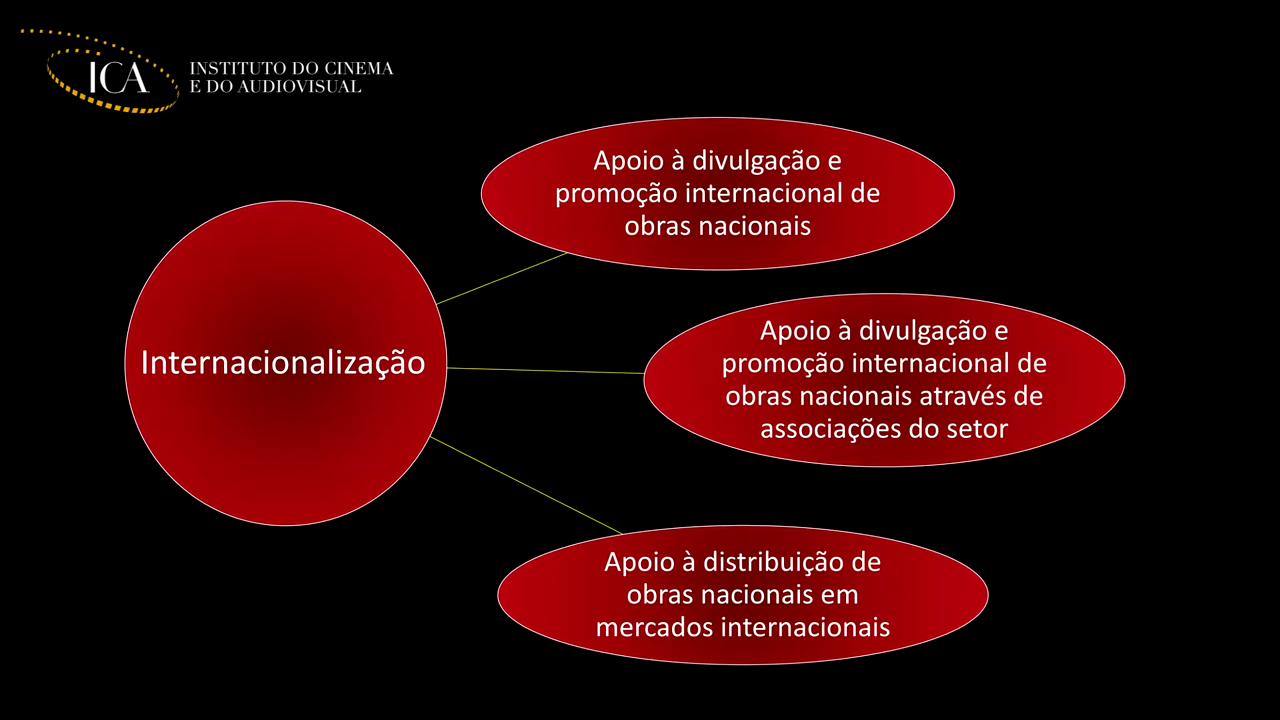 ICA
INSTITUTO DO CINEMA
E DO AUDIOVISUAL
Apoio à divulgação e
promoção internacional de
obras nacionais
Internacionalização
Apoio à divulgação e
promoção internacional de
obras nacionais através de
associações do setor
Apoio à distribuição de
obras nacionais em
mercados internacionais